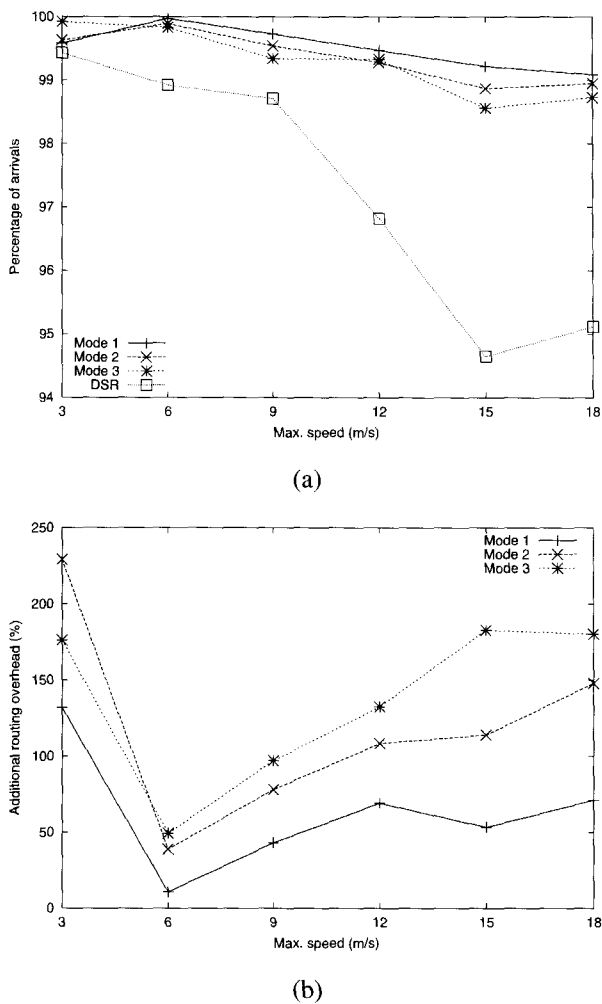 100
99
98
97
96
95
94
Percentage of arrivals
Mode 1
Mode 2
Mode 3
DSR
3 6 9 12 15 18
Max. speed (m/s)
(a)
250
200
150
100
50
0
Additional routing overhead (%)
Mode 1
Mode 2
Mode 3
3 6 9 12 15 18
Max. speed (m/s)
(b)